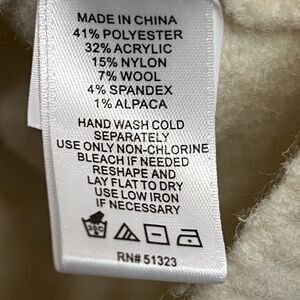 MADE IN CHINA
41% POLYESTER
32% ACRYLIC
15% NYLON
7% WOOL
4% SPANDEX
1% ALPACA
HAND WASH COLD
SEPARATELY
USE ONLY NON-CHLORINE
BLEACH IF NEEDED
RESHAPE AND
LAY FLAT TO DRY
USE LOW IRON
IF NECESSARY
RN# 51323